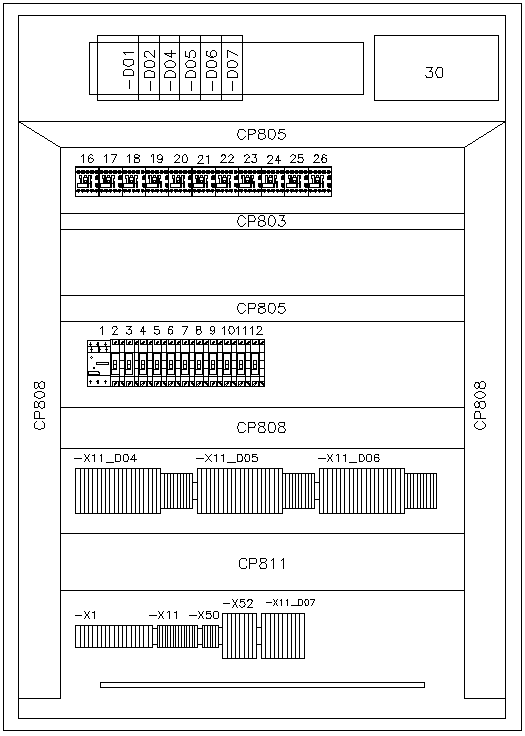 -D01 -D02 -D04 -D05 -D06 -D07
30
CP805
16 17 18 19 20 21 22 23 24 25 26
CP803
CP805
1 2 3 4 5 6 7 8 9 10 11 12
CP808
CP808
CP808
-X11_D04 -X11_D05 -X11_D06
CP811
-X1 -X11 -X50 -X52 -X11_D07